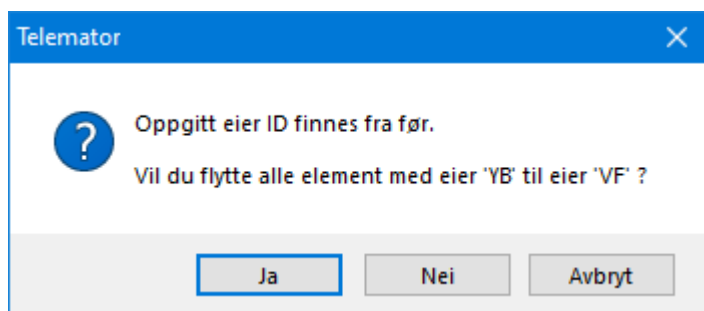 Telemator
Oppgitt eier ID finnes fra før.
Vil du flytte alle element med eier 'YB' til eier 'VF' ?
Ja
Nei
Avbryt